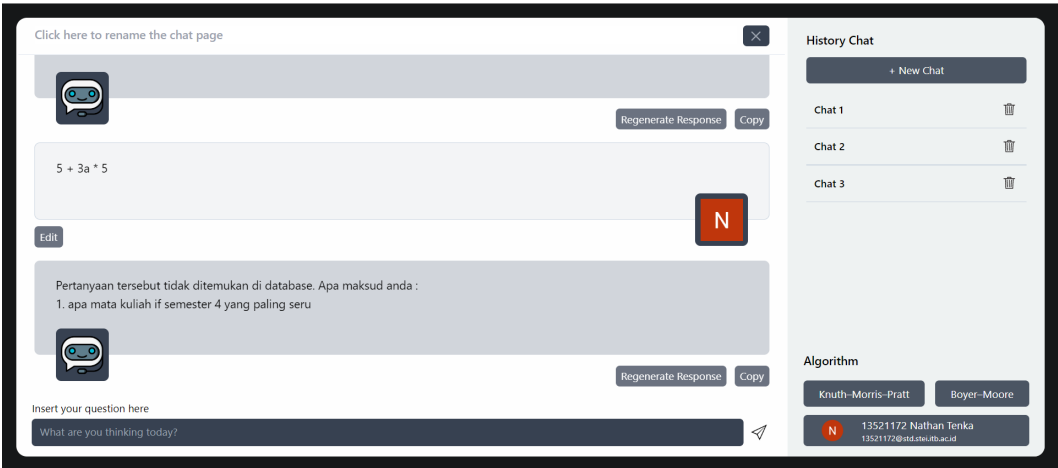 Click here to rename the chat page
Regenerate Response
Copy
5 + 3a * 5
N
Edit
Pertanyaan tersebut tidak ditemukan di database. Apa maksud anda :
1. apa mata kuliah if semester 4 yang paling seru
Regenerate Response
Copy
Insert your question here
What are you thinking today?
History Chat
+ New Chat
Chat 1
Chat 2
Chat 3
Algorithm
Knuth–Morris–Pratt
Boyer–Moore
N
13521172 Nathan Tenka
13521172@std.stei.itb.ac.id